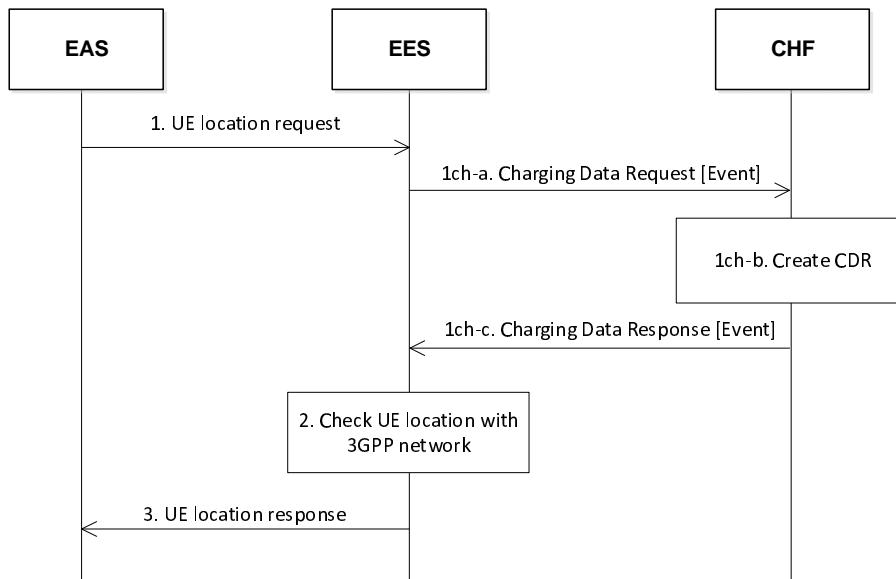 EAS
EES
CHF
1. UE location request
1ch-a. Charging Data Request [Event]
1ch-b. Create CDR
1ch-c. Charging Data Response [Event]
2. Check UE location with
3GPP network
3. UE location response